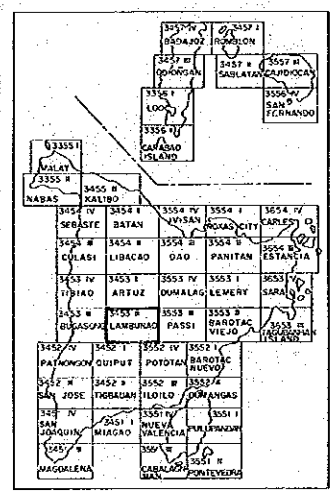 3457 IV 3457 I
BADAJOZ ROMBLON
3457 III 3457 II 3557 III
ODIONGAN SABLAYAN CAJIDIOCAN
3356 I 3556 IV
LOOC SAN
FERNANDO
3356 II
CARABAO
ISLAND
3355 I
MALAY
3355 II 3455 III
NABAS KALIBO
3454 IV 3454 I 3554 IV 3554 I 3654 IV
SEBASTE BATAN IVISAN ROXAS CITY CARLES
3454 III 3454 II 3554 III 3554 II 3654 III
CULASI LIBACAO DAO PANITAN ESTANCIA
3453 IV 3453 I 3553 IV 3553 I 3653 IV
TIBIAO ARTUZ DUMALAG LEMERY SARA
3453 III 3453 II 3553 III 3553 II 3653 III
BUGASONG LAMBUNAO PASSI BAROTAC VIEJO TAGUBANHAN ISLAND
3452 IV 3452 I 3552 IV 3552 I
PATNONGON QUIPUT POTOTAN BAROTAC NUEVO
3452 III 3452 II 3552 III 3552 II
SAN JOSE TIGBAUAN ILOILO DUMANGAS
3451 IV 3451 I 3551 IV 3551 I
SAN JOAQUIN MIAGAO NUEVA VALENCIA PULUPANDAN
MAGDALENA CABALAGNAN 3551 II
PONTEVEDRA